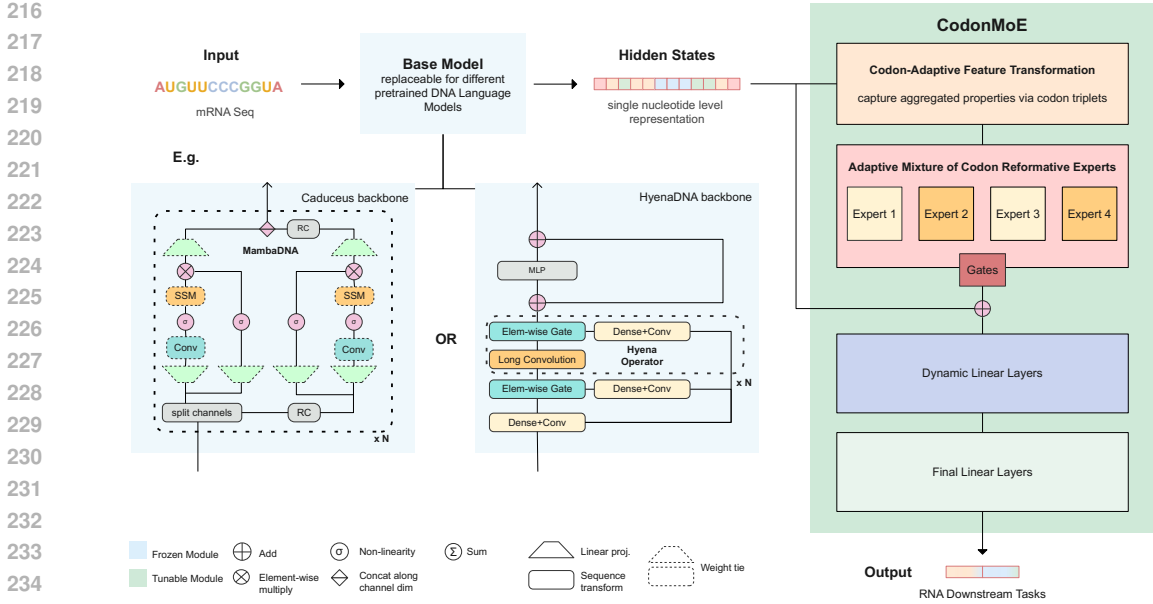 216
217
218
219
220
221
222
223
224
225
226
227
228
229
230
231
232
233
234
Input
AUGUUCCCGGUA
mRNA Seq
Base Model
replaceable for different
pretrained DNA Language
Models
Hidden States
single nucleotide level
representation
E.g.
Caduceus backbone
RC
MambaDNA
SSM
SSM
σ
σ
σ
σ
Conv
Conv
split channels
RC
x N
OR
HyenaDNA backbone
MLP
Elem-wise Gate
Dense+Conv
Long Convolution
Hyena
Operator
x N
Elem-wise Gate
Dense+Conv
Dense+Conv
CodonMoE
Codon-Adaptive Feature Transformation
capture aggregated properties via codon triplets
Adaptive Mixture of Codon Reformative Experts
Expert 1
Expert 2
Expert 3
Expert 4
Gates
Dynamic Linear Layers
Final Linear Layers
Output
RNA Downstream Tasks
Frozen Module
Tunable Module
Add
Element-wise
multiply
σ
Non-linearity
Concat along
channel dim
Σ
Sum
Linear proj.
Sequence
transform
Weight tie